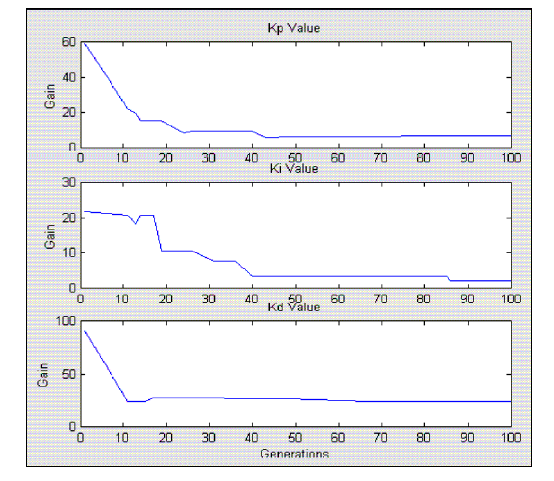 Kp Value
60
40
20
0
Gain
0 10 20 30 40 50 60 70 80 90 100
Ki Value
30
20
10
0
Gain
0 10 20 30 40 50 60 70 80 90 100
Kd Value
100
50
0
Gain
0 10 20 30 40 50 60 70 80 90 100
Generations